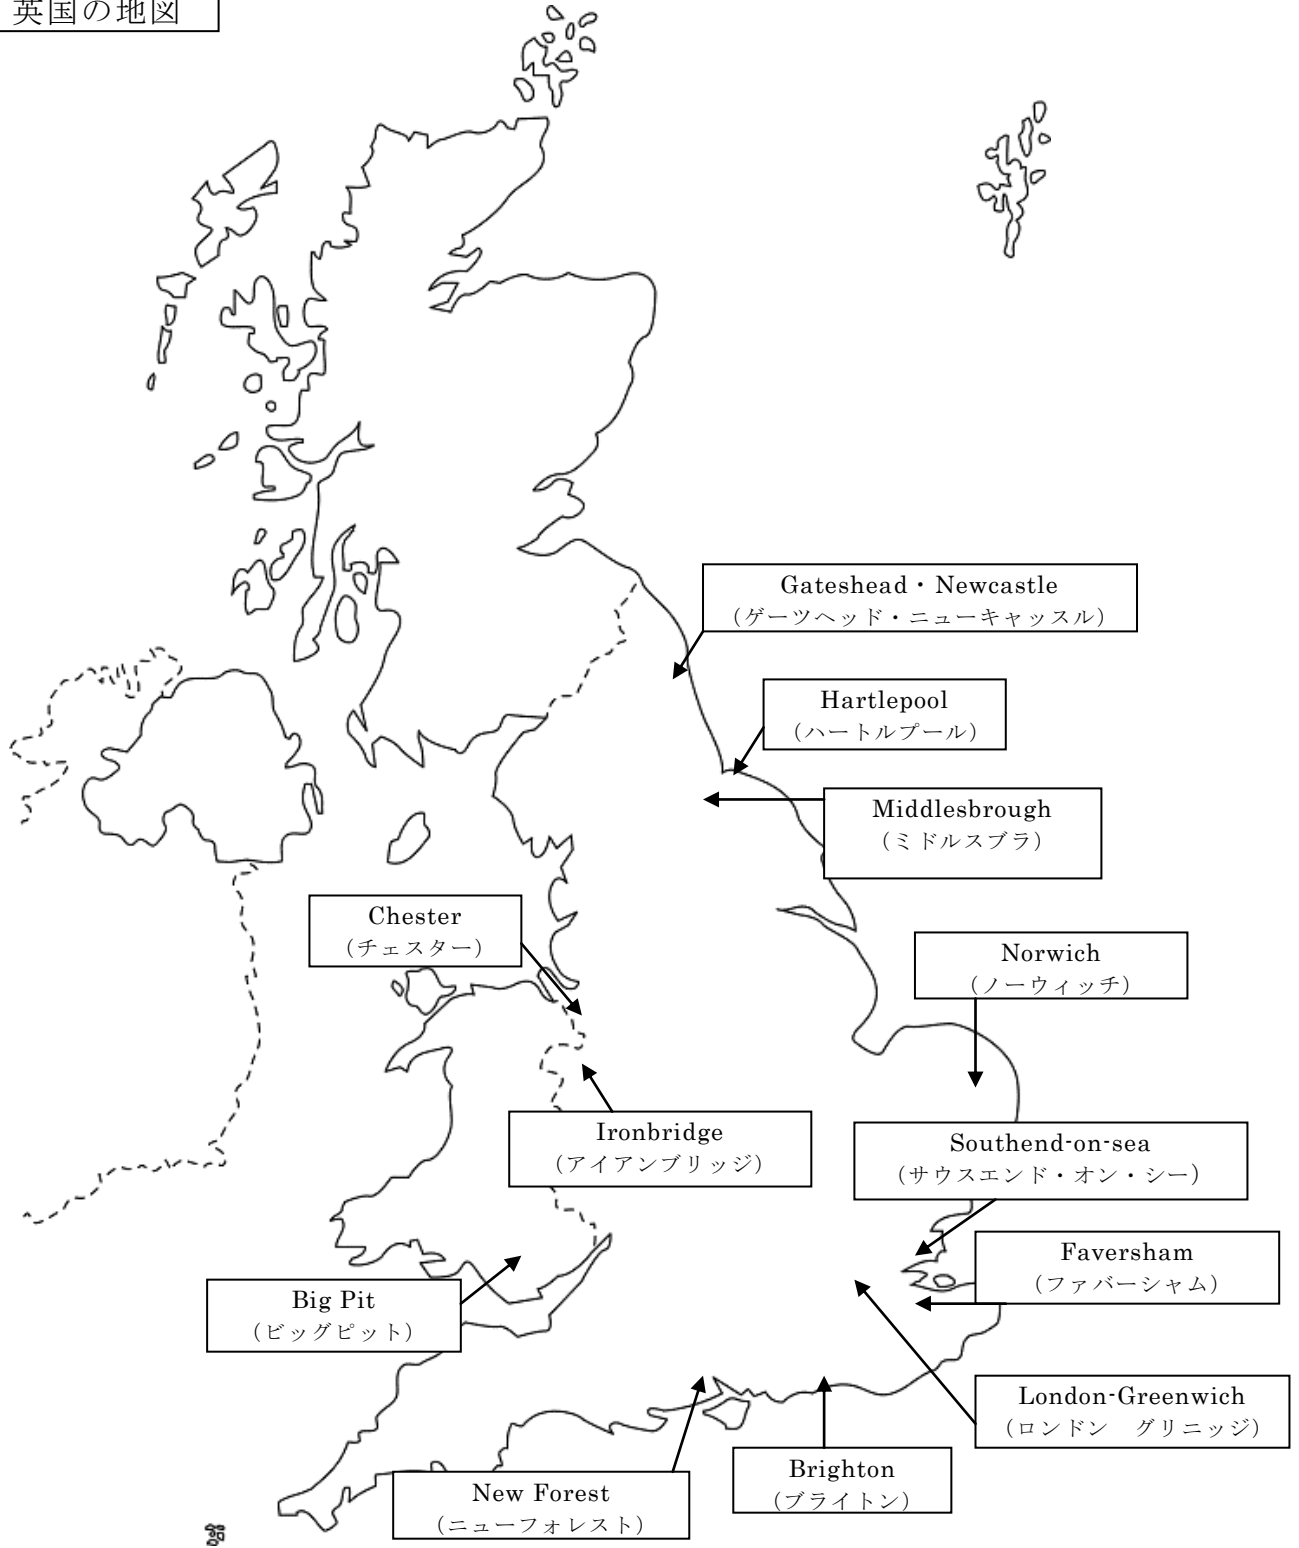 英国の地図
Gateshead・Newcastle
（ゲーツヘッド・ニューキャッスル）
Hartlepool
（ハートルプール）
Middlesbrough
（ミドルスブラ）
Chester
（チェスター）
Norwich
（ノーウィッチ）
Ironbridge
（アイアンブリッジ）
Southend-on-sea
（サウスエンド・オン・シー）
Faversham
（ファバーシャム）
Big Pit
（ビッグピット）
London-Greenwich
（ロンドン　グリニッジ）
Brighton
（ブライトン）
New Forest
（ニューフォレスト）